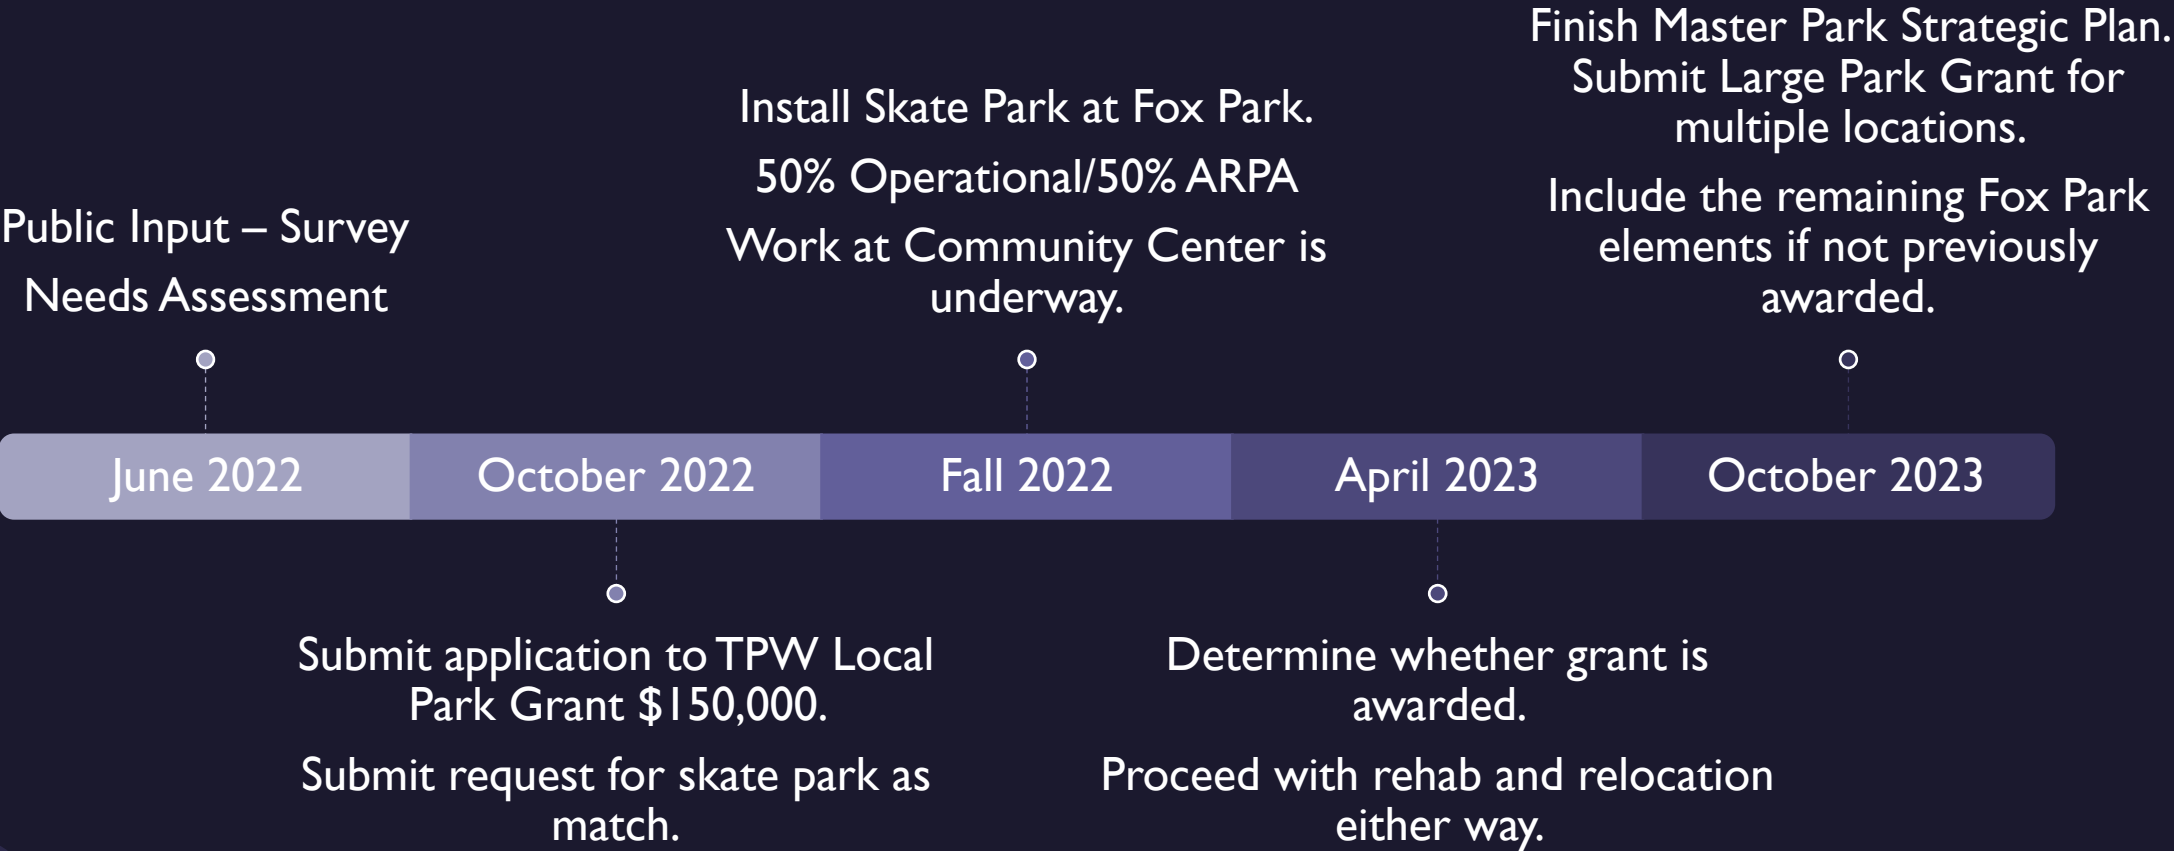 Public Input – Survey
Needs Assessment
Install Skate Park at Fox Park.
50% Operational/50% ARPA
Work at Community Center is
underway.
Finish Master Park Strategic Plan.
Submit Large Park Grant for
multiple locations.
Include the remaining Fox Park
elements if not previously
awarded.
June 2022
October 2022
Fall 2022
April 2023
October 2023
Submit application to TPW Local
Park Grant $150,000.
Submit request for skate park as
match.
Determine whether grant is
awarded.
Proceed with rehab and relocation
either way.